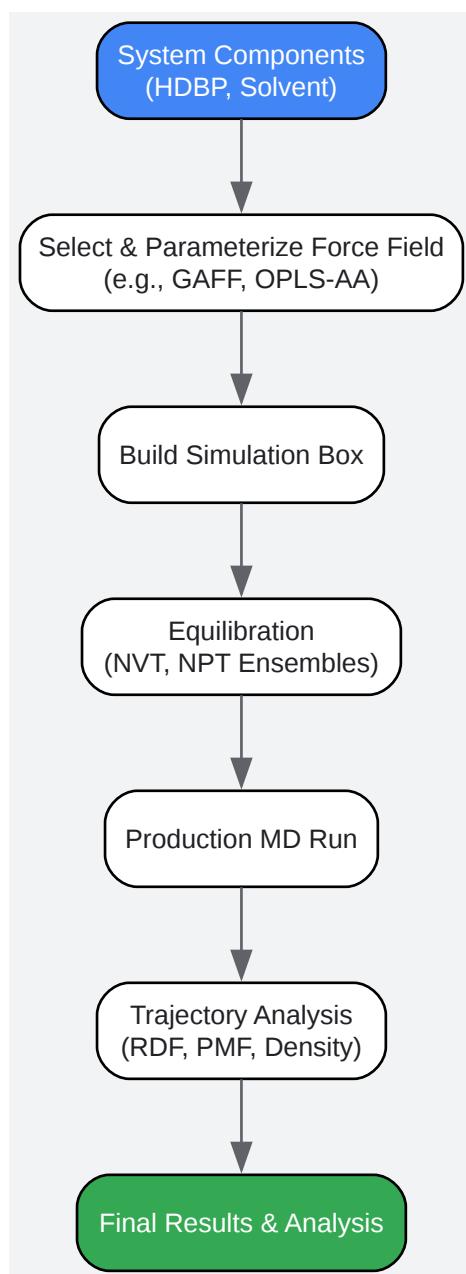 System Components
(HDBP, Solvent)
Select & Parameterize Force Field
(e.g., GAFF, OPLS-AA)
Build Simulation Box
Equilibration
(NVT, NPT Ensembles)
Production MD Run
Trajectory Analysis
(RDF, PMF, Density)
Final Results & Analysis